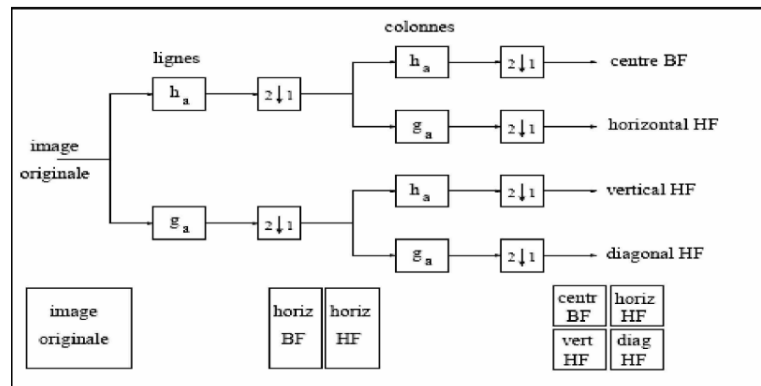 colonnes
lignes
h a
2↓1
h a
2↓1
centre BF
g a
2↓1
horizontal HF
image
originale
g a
2↓1
h a
2↓1
vertical HF
g a
2↓1
diagonal HF
image
originale
horiz
BF
horiz
HF
centr
BF
horiz
HF
vert
HF
diag
HF